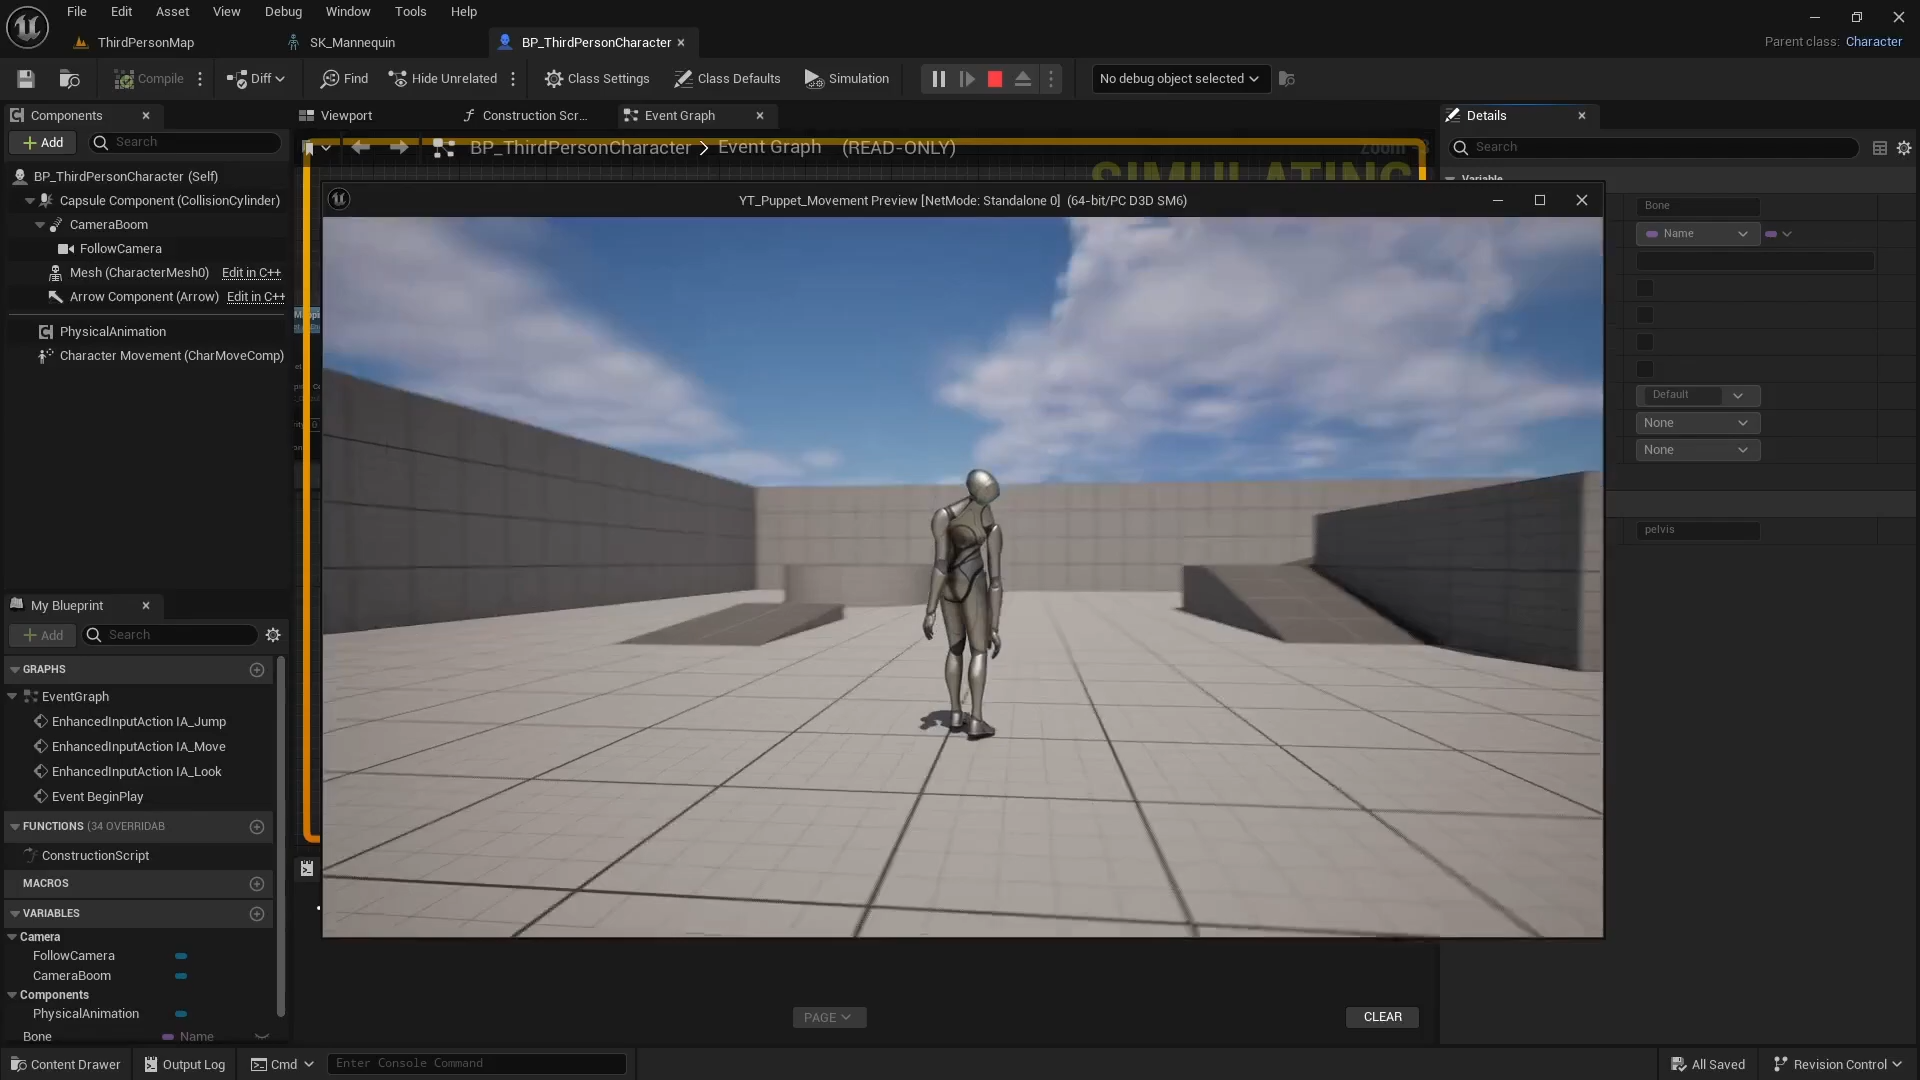 File Edit Asset View Debug Window Tools Help
ThirdPersonMap SK_Mannequin BP_ThirdPersonCharacter
Parent class: Character
Compile Diff Find Hide Unrelated Class Settings Class Defaults Simulation No debug object selected
Components Viewport Construction Scr... Event Graph Details
Add Search
BP_ThirdPersonCharacter Event Graph (READ-ONLY) Zoom
Search
SIMULATING
BP_ThirdPersonCharacter (Self)
Variable
Capsule Component (CollisionCylinder)
YT_Puppet_Movement Preview [NetMode: Standalone 0] (64-bit/PC D3D SM6)
Bone
CameraBoom
Name
FollowCamera
Mesh (CharacterMesh0) Edit in C++
Arrow Component (Arrow) Edit in C++
PhysicalAnimation
Character Movement (CharMoveComp)
Default
None
None
pelvis
My Blueprint
Add Search
GRAPHS
EventGraph
EnhancedInputAction IA_Jump
EnhancedInputAction IA_Move
EnhancedInputAction IA_Look
Event BeginPlay
FUNCTIONS (34 OVERRIDAB
ConstructionScript
MACROS
VARIABLES
Camera
FollowCamera
CameraBoom
Components
PhysicalAnimation
Bone Name
PAGE CLEAR
Content Drawer Output Log Cmd Enter Console Command All Saved Revision Control